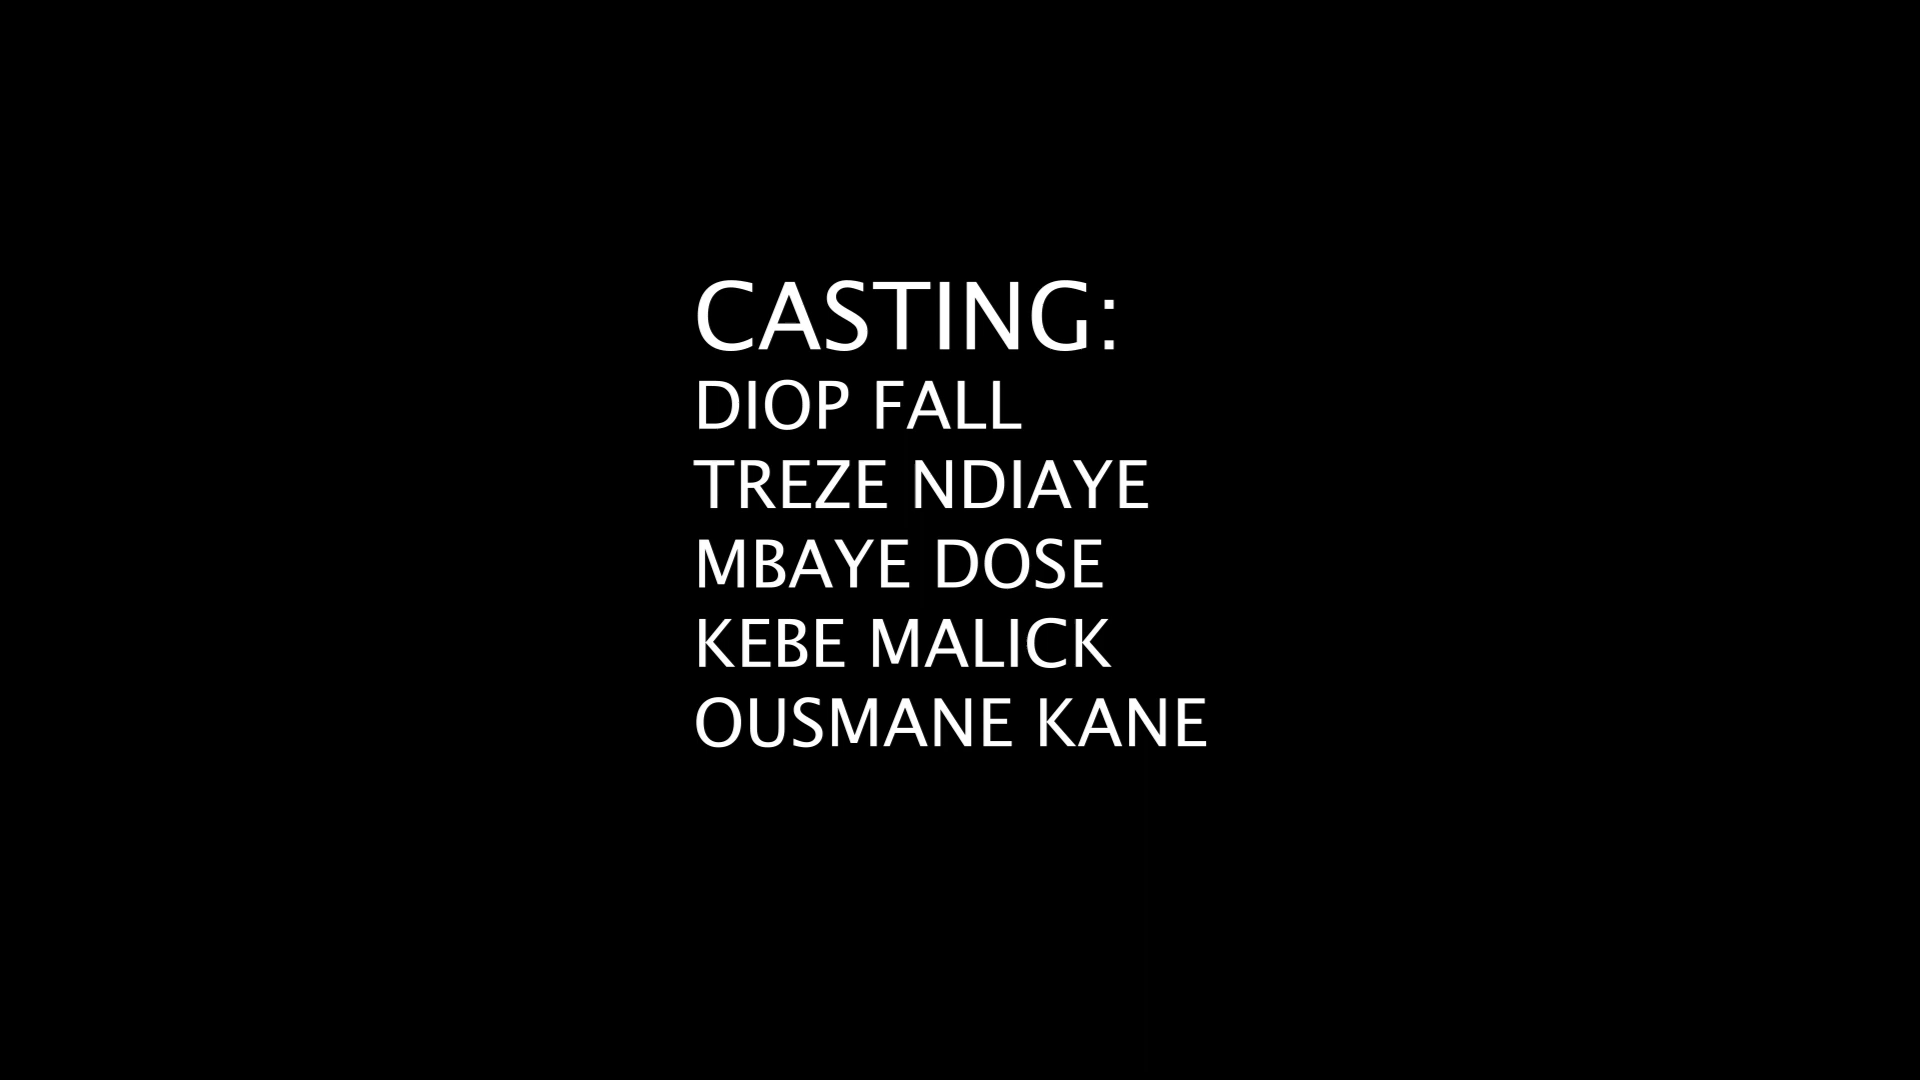 CASTING:
DIOP FALL
TREZE NDIAYE
MBAYE DOSE
KEBE MALICK
OUSMANE KANE